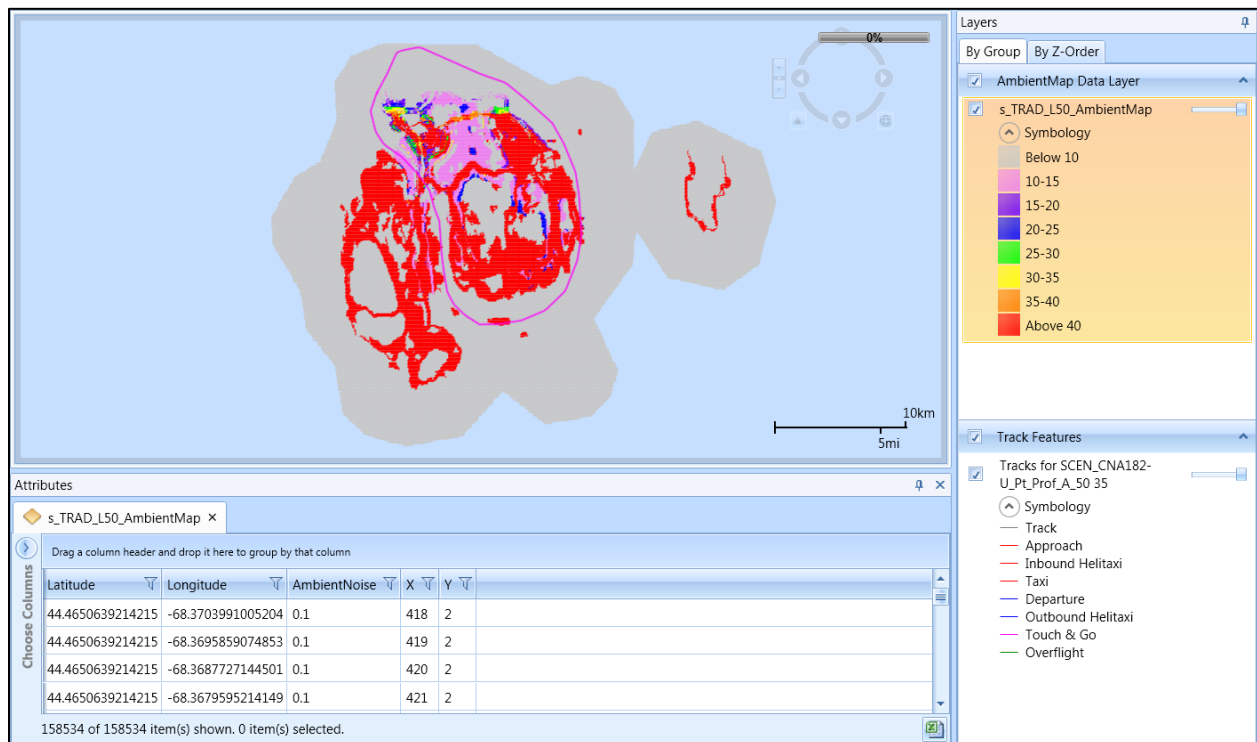 0%
10km
5mi
Layers
By Group By Z-Order
AmbientMap Data Layer
s_TRAD_L50_AmbientMap
Symbology
Below 10
10-15
15-20
20-25
25-30
30-35
35-40
Above 40
Track Features
Tracks for SCEN_CNA182-
U_Pt_Prof_A_50 35
Symbology
Track
Approach
Inbound Helitaxi
Taxi
Departure
Outbound Helitaxi
Touch & Go
Overflight
Attributes
s_TRAD_L50_AmbientMap
Choose Columns
Drag a column header and drop it here to group by that column
Latitude Longitude AmbientNoise X Y
44.4650639214215 -68.3703991005204 0.1 418 2
44.4650639214215 -68.3695859074853 0.1 419 2
44.4650639214215 -68.3687727144501 0.1 420 2
44.4650639214215 -68.3679595214149 0.1 421 2
158534 of 158534 item(s) shown. 0 item(s) selected.